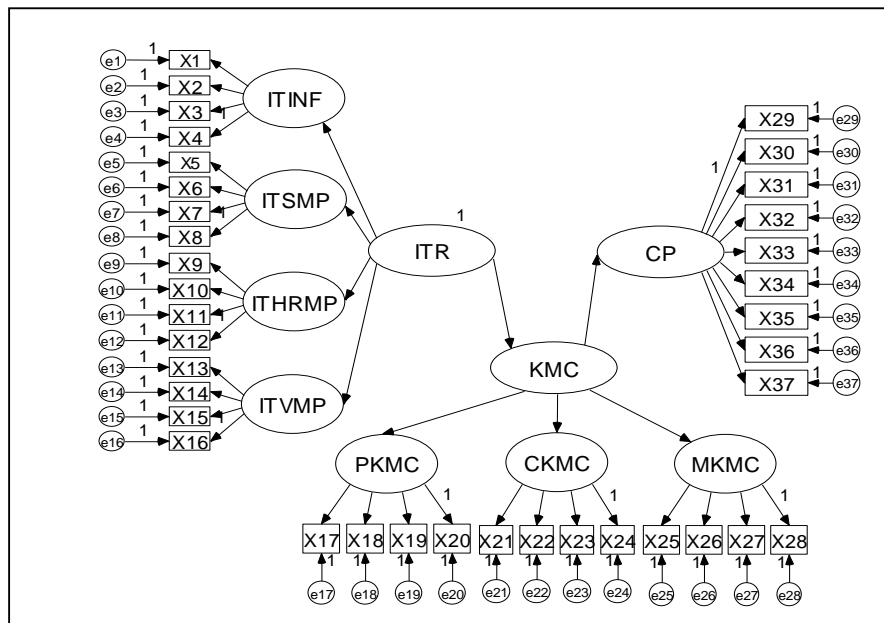 e1 1 X1
e2 1 X2
e3 1 X3 1
e4 1 X4
ITINF
e5 1 X5
e6 1 X6
e7 1 X7 1
e8 1 X8
ITSMP
e9 1 X9
e10 1 X10
e11 1 X11 1
e12 1 X12
ITHRMP
e13 1 X13
e14 1 X14
e15 1 X15 1
e16 1 X16
ITVMP
1
ITR
CP
1
X29 1 e29
X30 1 e30
X31 1 e31
X32 1 e32
X33 1 e33
X34 1 e34
X35 1 e35
X36 1 e36
X37 1 e37
KMC
PKMC CKMC MKMC
1 1 1
X17 X18 X19 X20 X21 X22 X23 X24 X25 X26 X27 X28
1 1 1 1 1 1 1 1 1 1 1 1
e17 e18 e19 e20 e21 e22 e23 e24 e25 e26 e27 e28